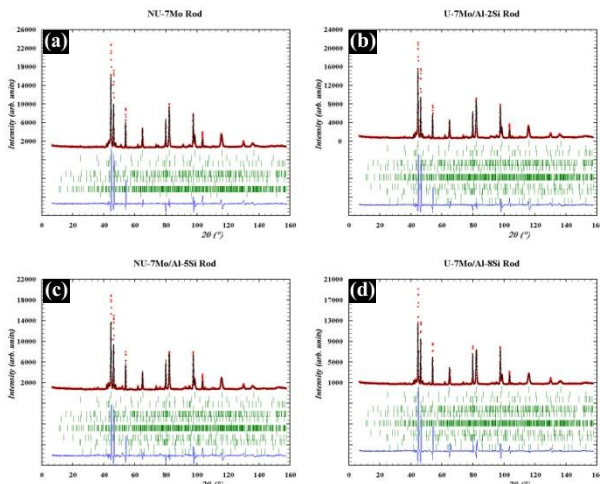 NU-7Mo Rod
(a)
Intensity (arb. units)
26000
22000
18000
14000
10000
6000
2000
0 20 40 60 80 100 120 140 160
2θ (°)
U-7Mo/Al-2Si Rod
(b)
Intensity (arb. units)
24000
20000
16000
12000
8000
4000
0
0 20 40 60 80 100 120 140 160
2θ (°)
NU-7Mo/Al-5Si Rod
(c)
Intensity (arb. units)
22000
18000
14000
10000
6000
2000
0 20 40 60 80 100 120 140 160
2θ (°)
U-7Mo/Al-8Si Rod
(d)
Intensity (arb. units)
21000
17000
13000
9000
5000
1000
0 20 40 60 80 100 120 140 160
2θ (°)